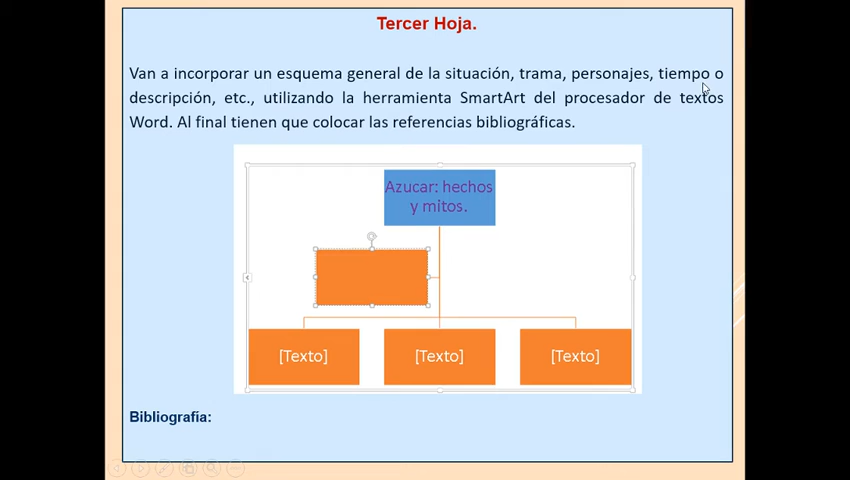 Tercer Hoja.
Van a incorporar un esquema general de la situación, trama, personajes, tiempo o
descripción, etc., utilizando la herramienta SmartArt del procesador de textos
Word. Al final tienen que colocar las referencias bibliográficas.
Azucar: hechos
y mitos.
[Texto] [Texto] [Texto]
Bibliografía: